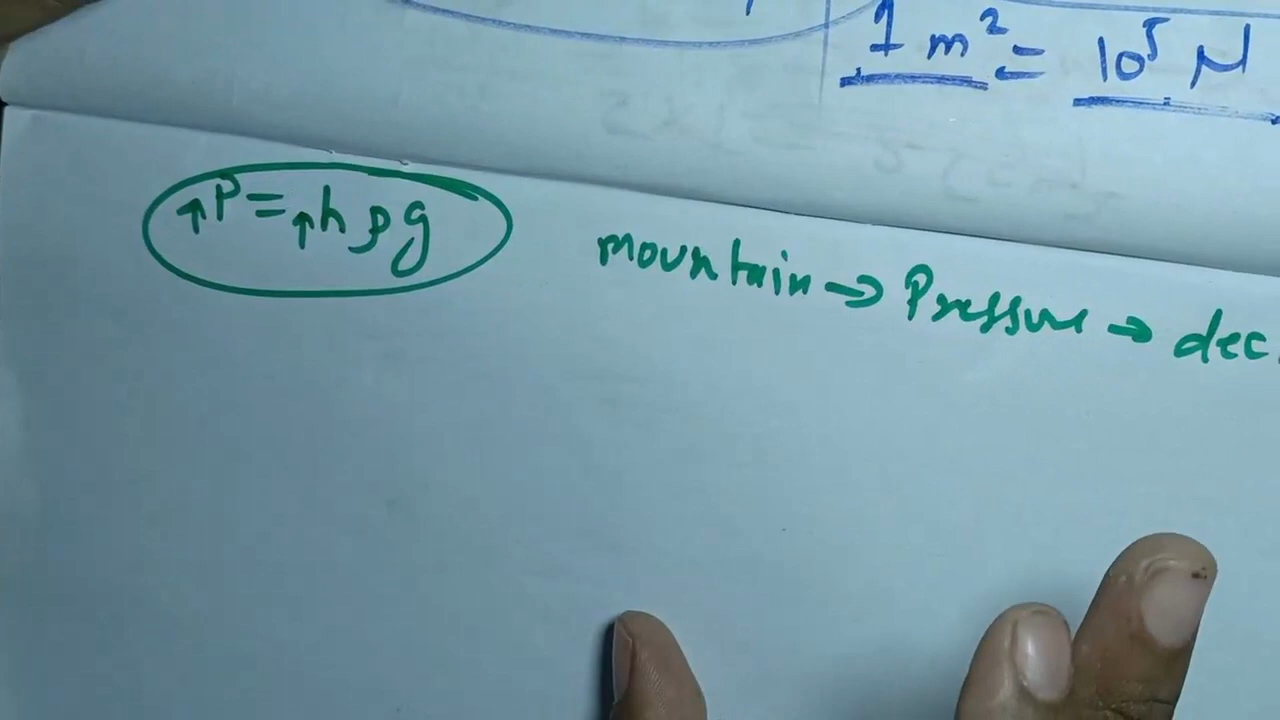 1 m² = 10⁵ N
↑P = ↑hρg
mountain → Pressure → dec.